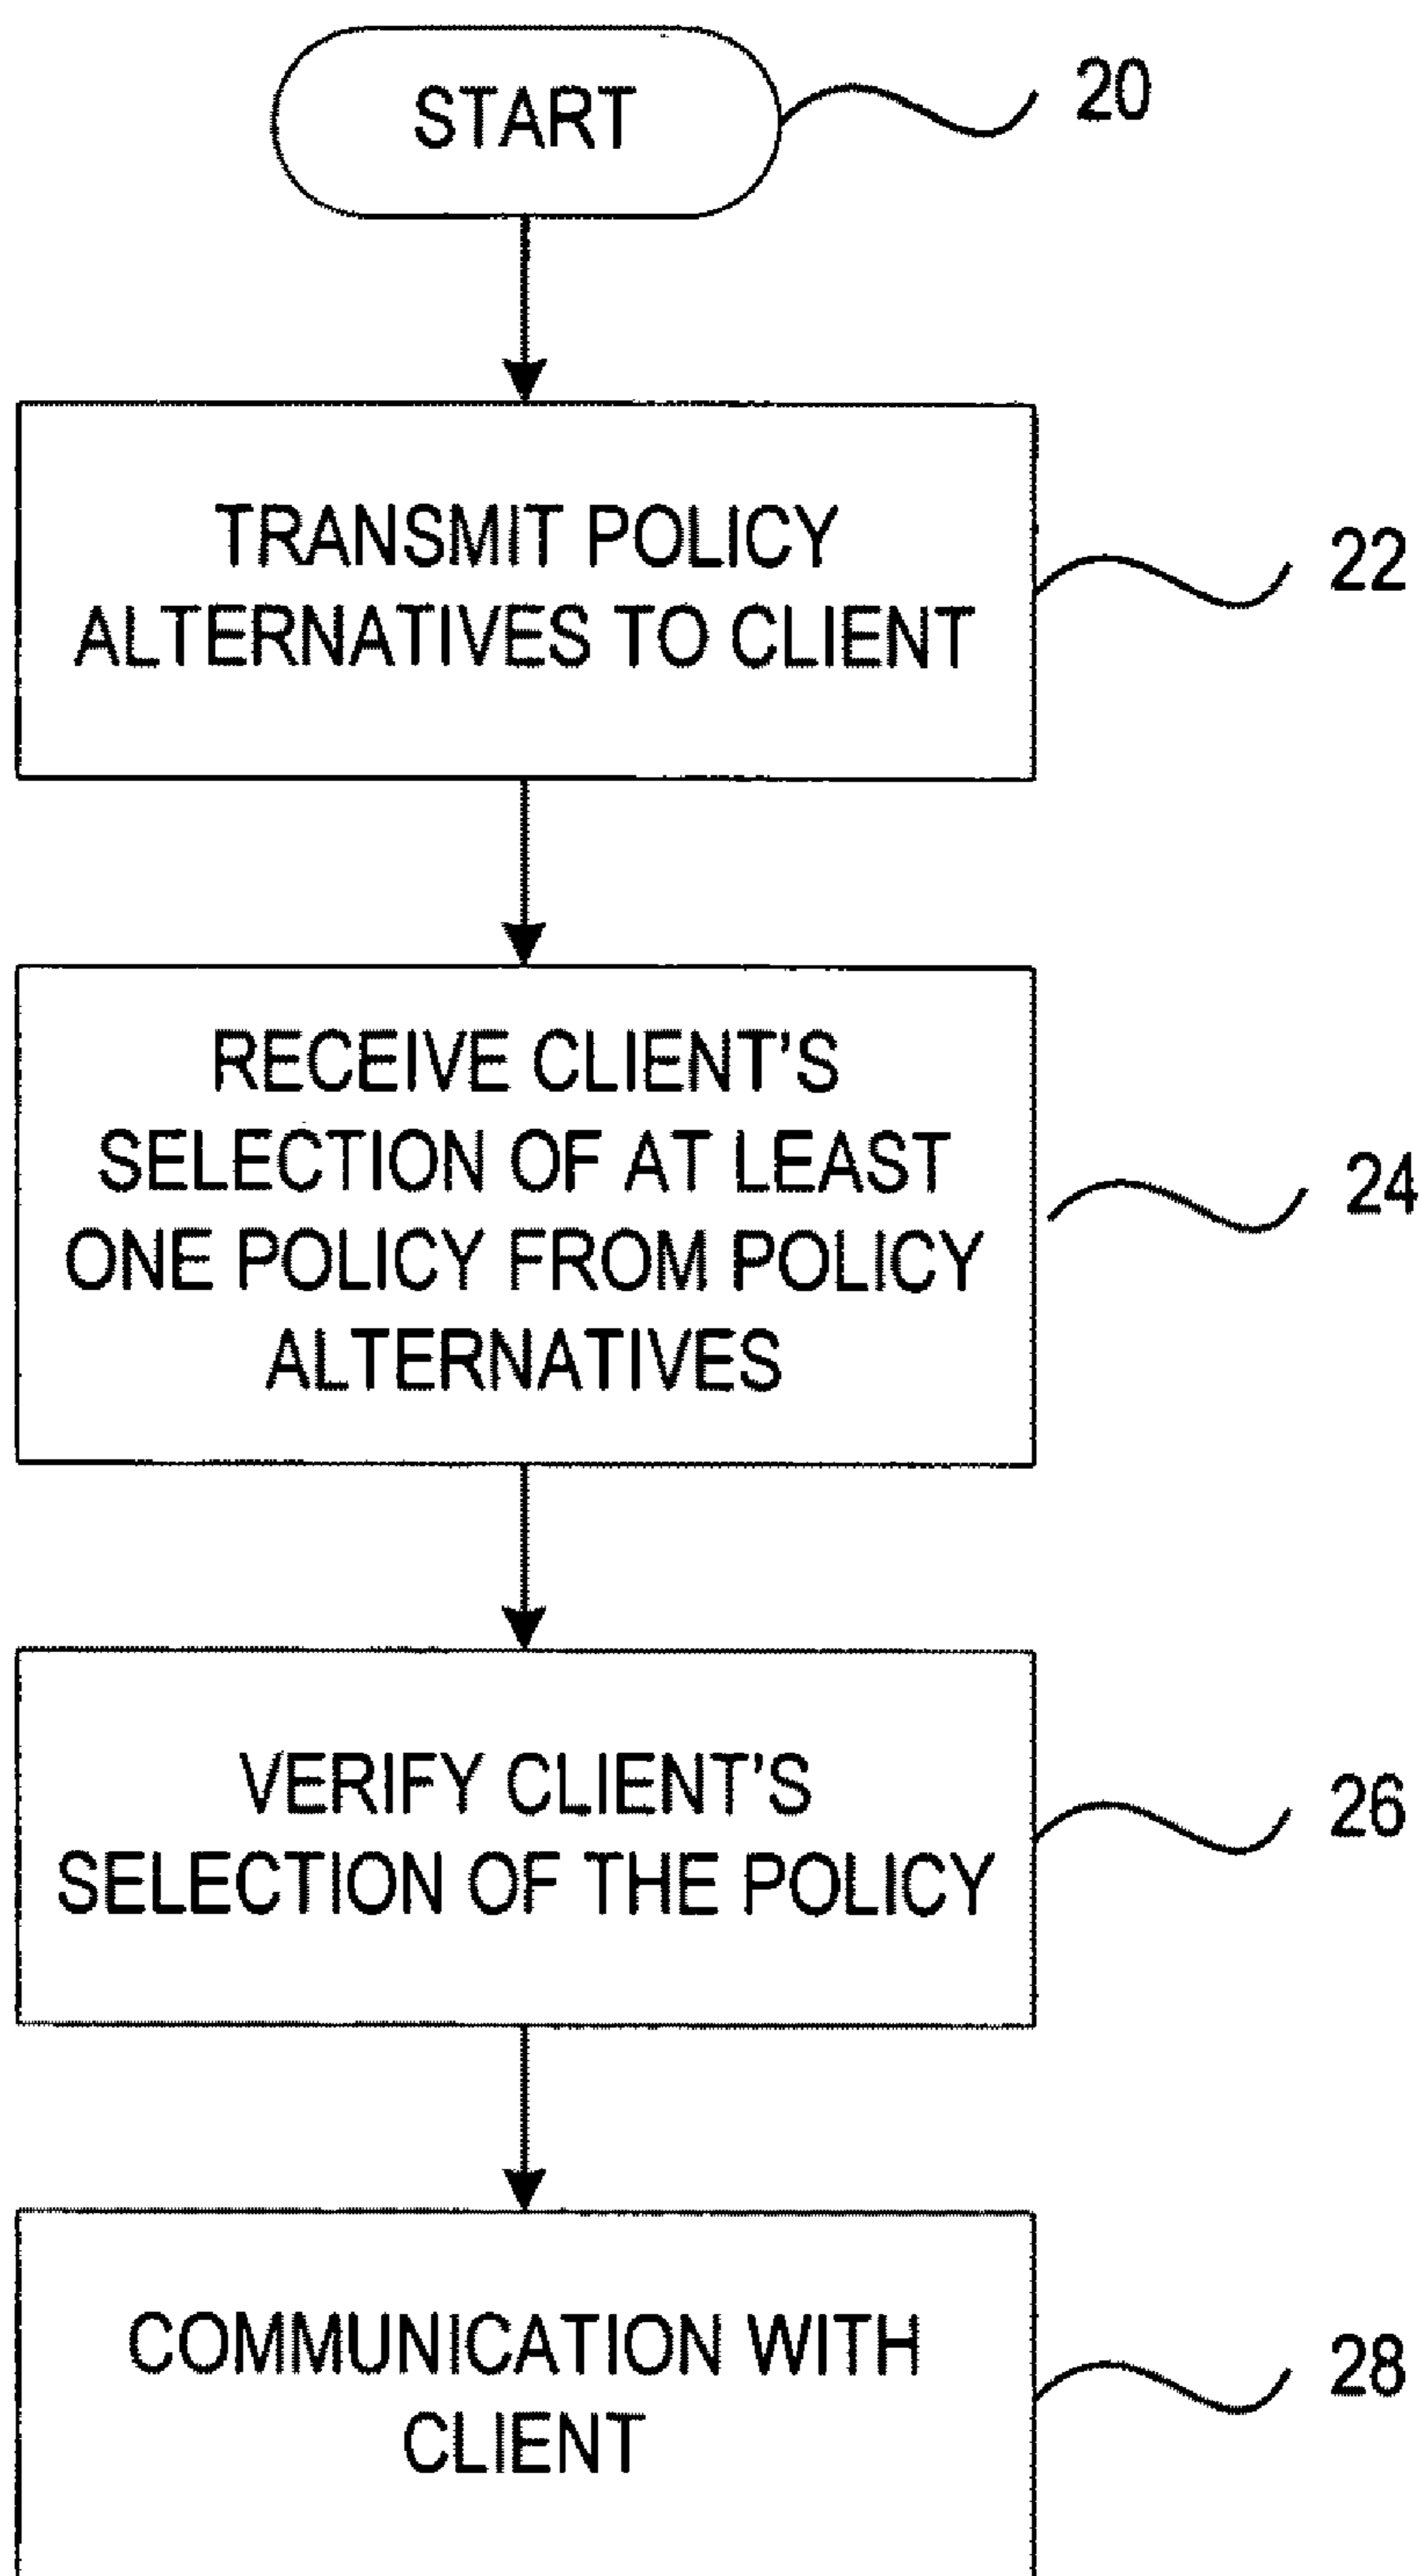 START
20
TRANSMIT POLICY
ALTERNATIVES TO CLIENT
22
RECEIVE CLIENT'S
SELECTION OF AT LEAST
ONE POLICY FROM POLICY
ALTERNATIVES
24
VERIFY CLIENT'S
SELECTION OF THE POLICY
26
COMMUNICATION WITH
CLIENT
28